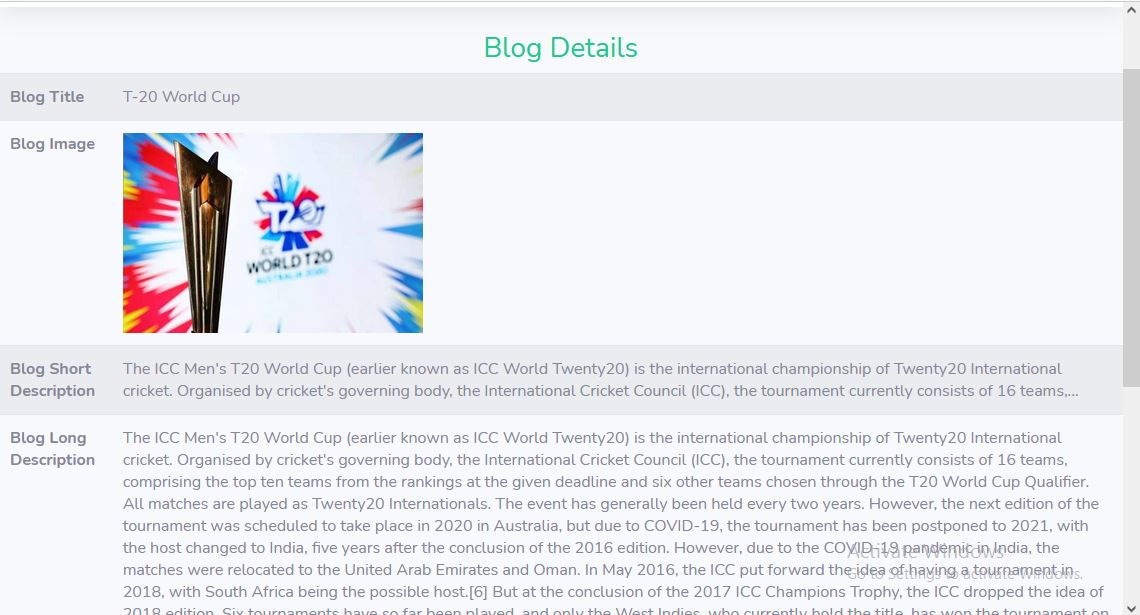 Blog Details
Blog Title
T-20 World Cup
Blog Image
T20
ICC
WORLD T20
AUSTRALIA 2020
Blog Short
Description
The ICC Men's T20 World Cup (earlier known as ICC World Twenty20) is the international championship of Twenty20 International
cricket. Organised by cricket's governing body, the International Cricket Council (ICC), the tournament currently consists of 16 teams,...
Blog Long
Description
The ICC Men's T20 World Cup (earlier known as ICC World Twenty20) is the international championship of Twenty20 International
cricket. Organised by cricket's governing body, the International Cricket Council (ICC), the tournament currently consists of 16 teams,
comprising the top ten teams from the rankings at the given deadline and six other teams chosen through the T20 World Cup Qualifier.
All matches are played as Twenty20 Internationals. The event has generally been held every two years. However, the next edition of the
tournament was scheduled to take place in 2020 in Australia, but due to COVID-19, the tournament has been postponed to 2021, with
the host changed to India, five years after the conclusion of the 2016 edition. However, due to the COVID-19 pandemic in India, the
matches were relocated to the United Arab Emirates and Oman. In May 2016, the ICC put forward the idea of having a tournament in
2018, with South Africa being the possible host.[6] But at the conclusion of the 2017 ICC Champions Trophy, the ICC dropped the idea of
2018 edition. Six tournaments have so far been played, and only the West Indies, who currently hold the title, has won the tournament on
Activate Windows
Go to Settings to activate Windows.